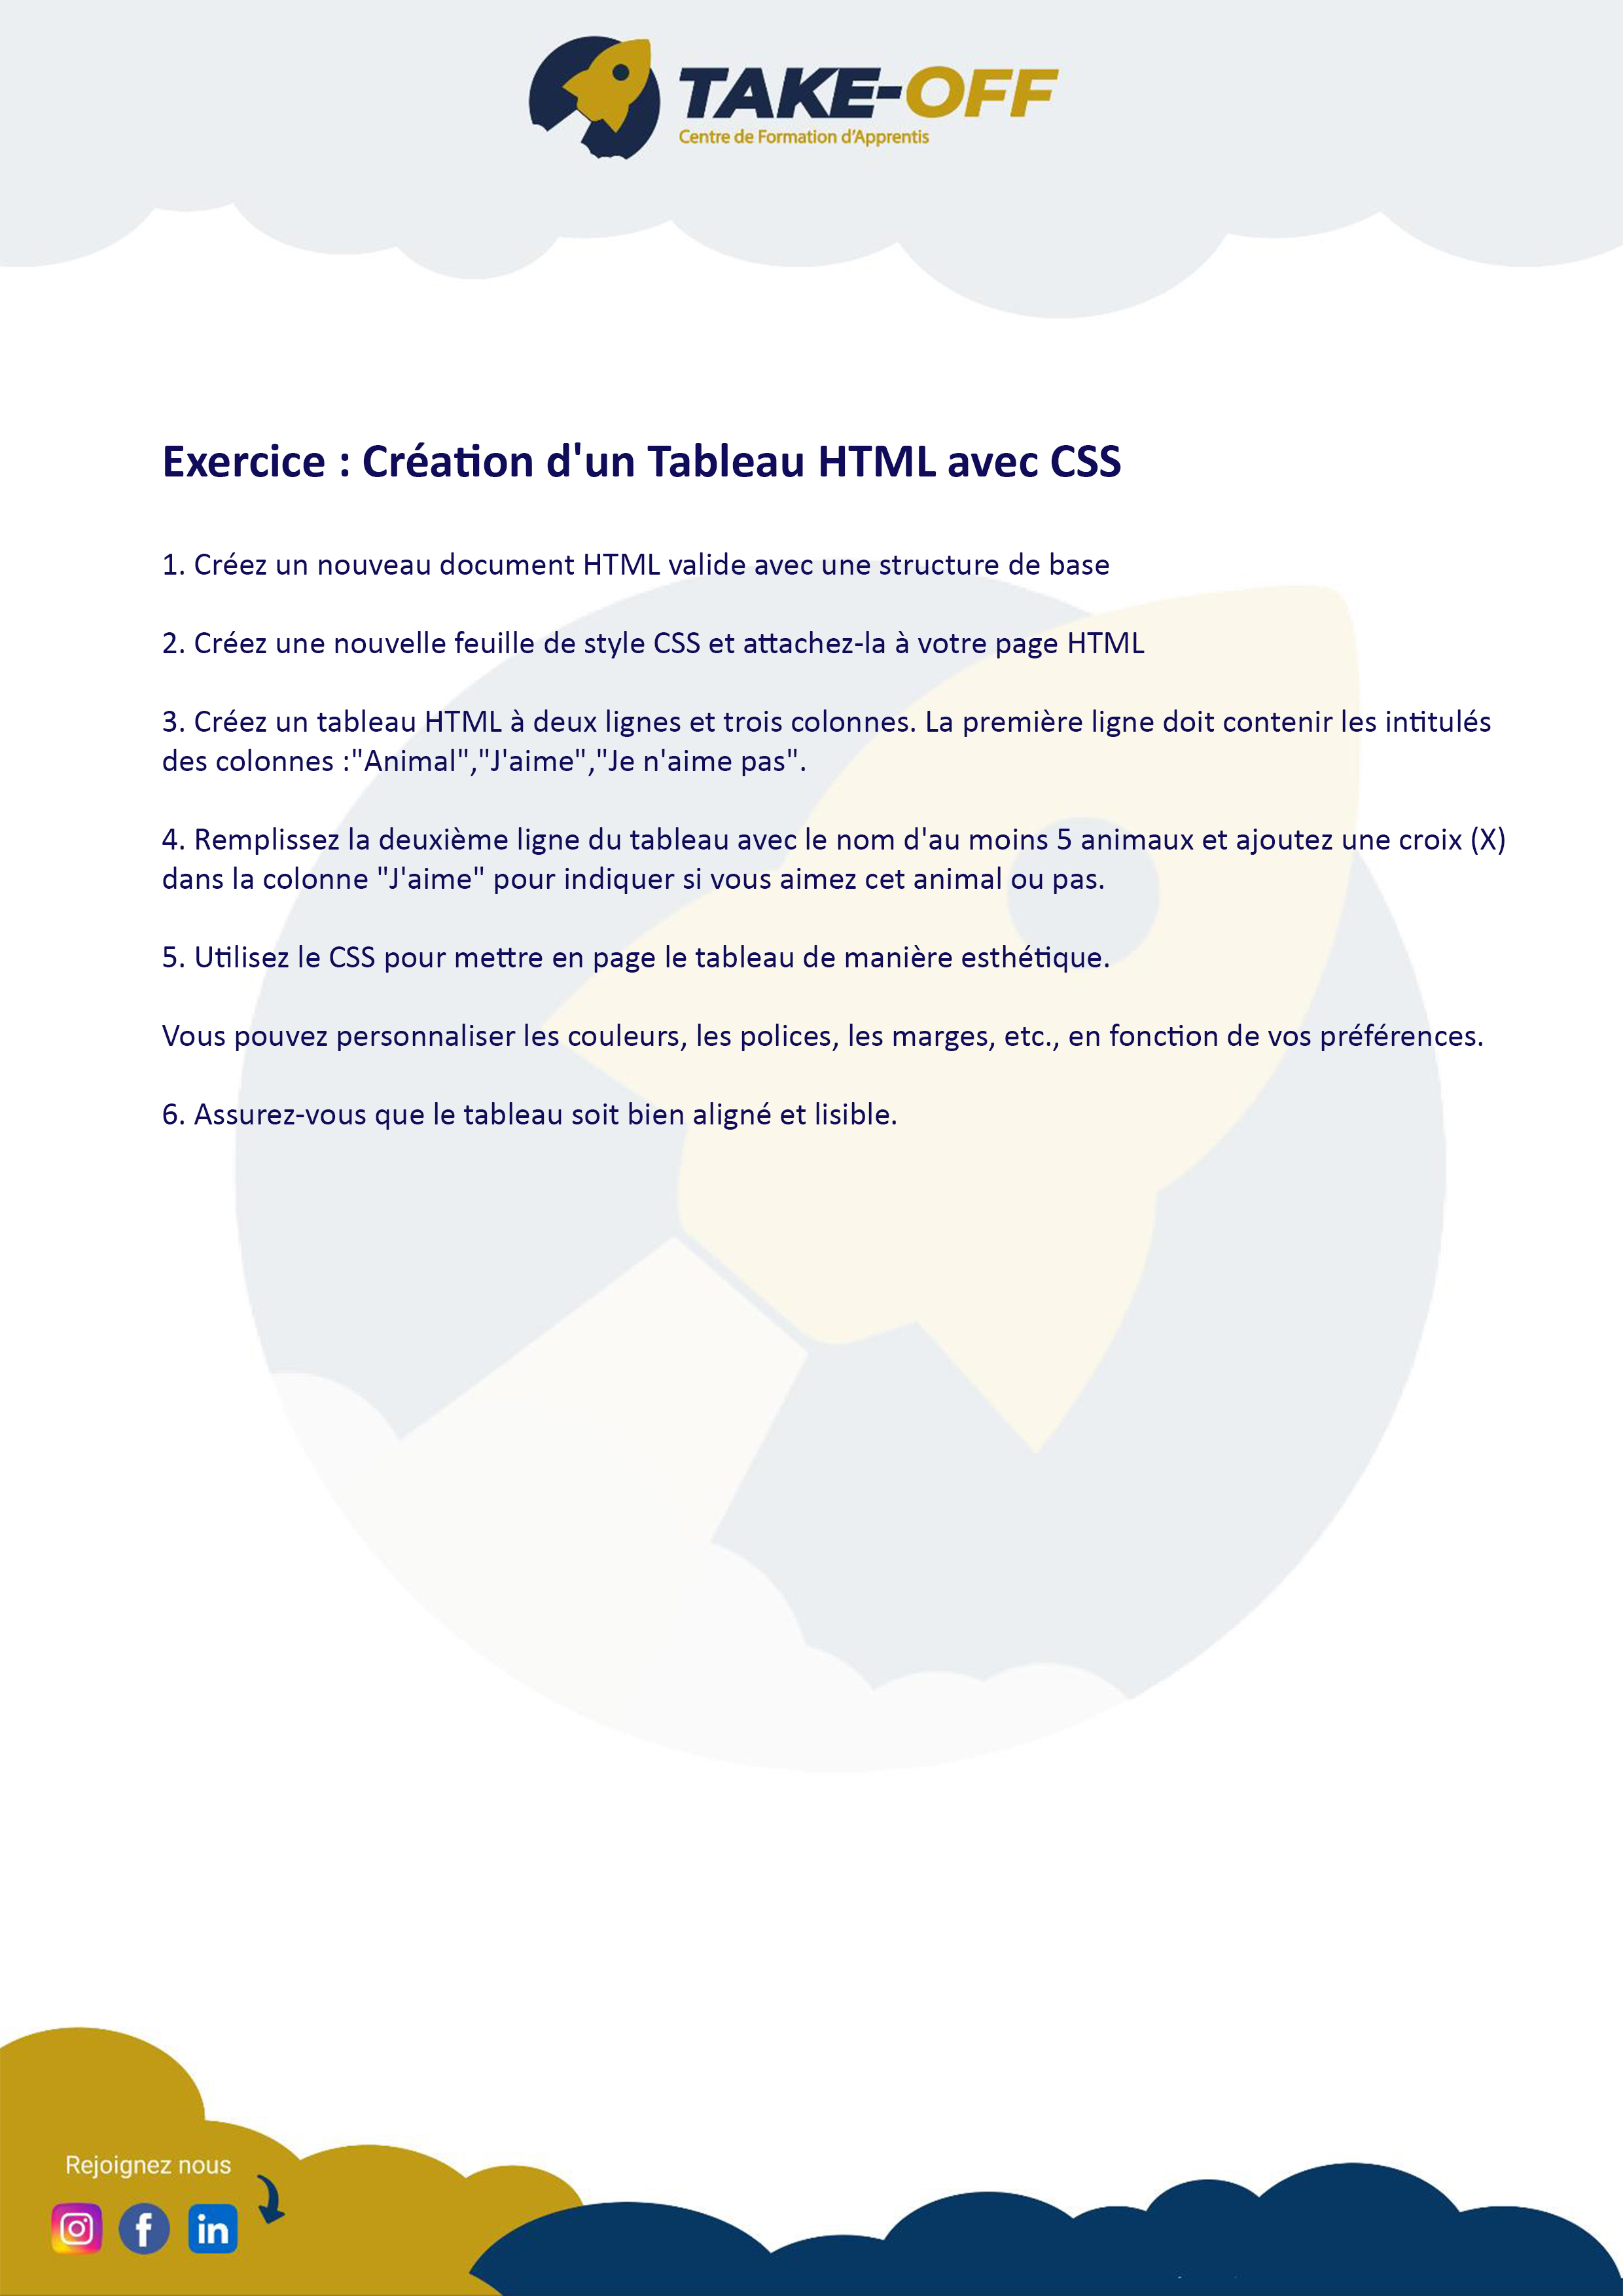 TAKE-OFF
Centre de Formation d'Apprentis
Exercice : Création d'un Tableau HTML avec CSS
1. Créez un nouveau document HTML valide avec une structure de base
2. Créez une nouvelle feuille de style CSS et attachez-la à votre page HTML
3. Créez un tableau HTML à deux lignes et trois colonnes. La première ligne doit contenir les intitulés
des colonnes :"Animal","J'aime","Je n'aime pas".
4. Remplissez la deuxième ligne du tableau avec le nom d'au moins 5 animaux et ajoutez une croix (X)
dans la colonne "J'aime" pour indiquer si vous aimez cet animal ou pas.
5. Utilisez le CSS pour mettre en page le tableau de manière esthétique.
Vous pouvez personnaliser les couleurs, les polices, les marges, etc., en fonction de vos préférences.
6. Assurez-vous que le tableau soit bien aligné et lisible.
Rejoignez nous